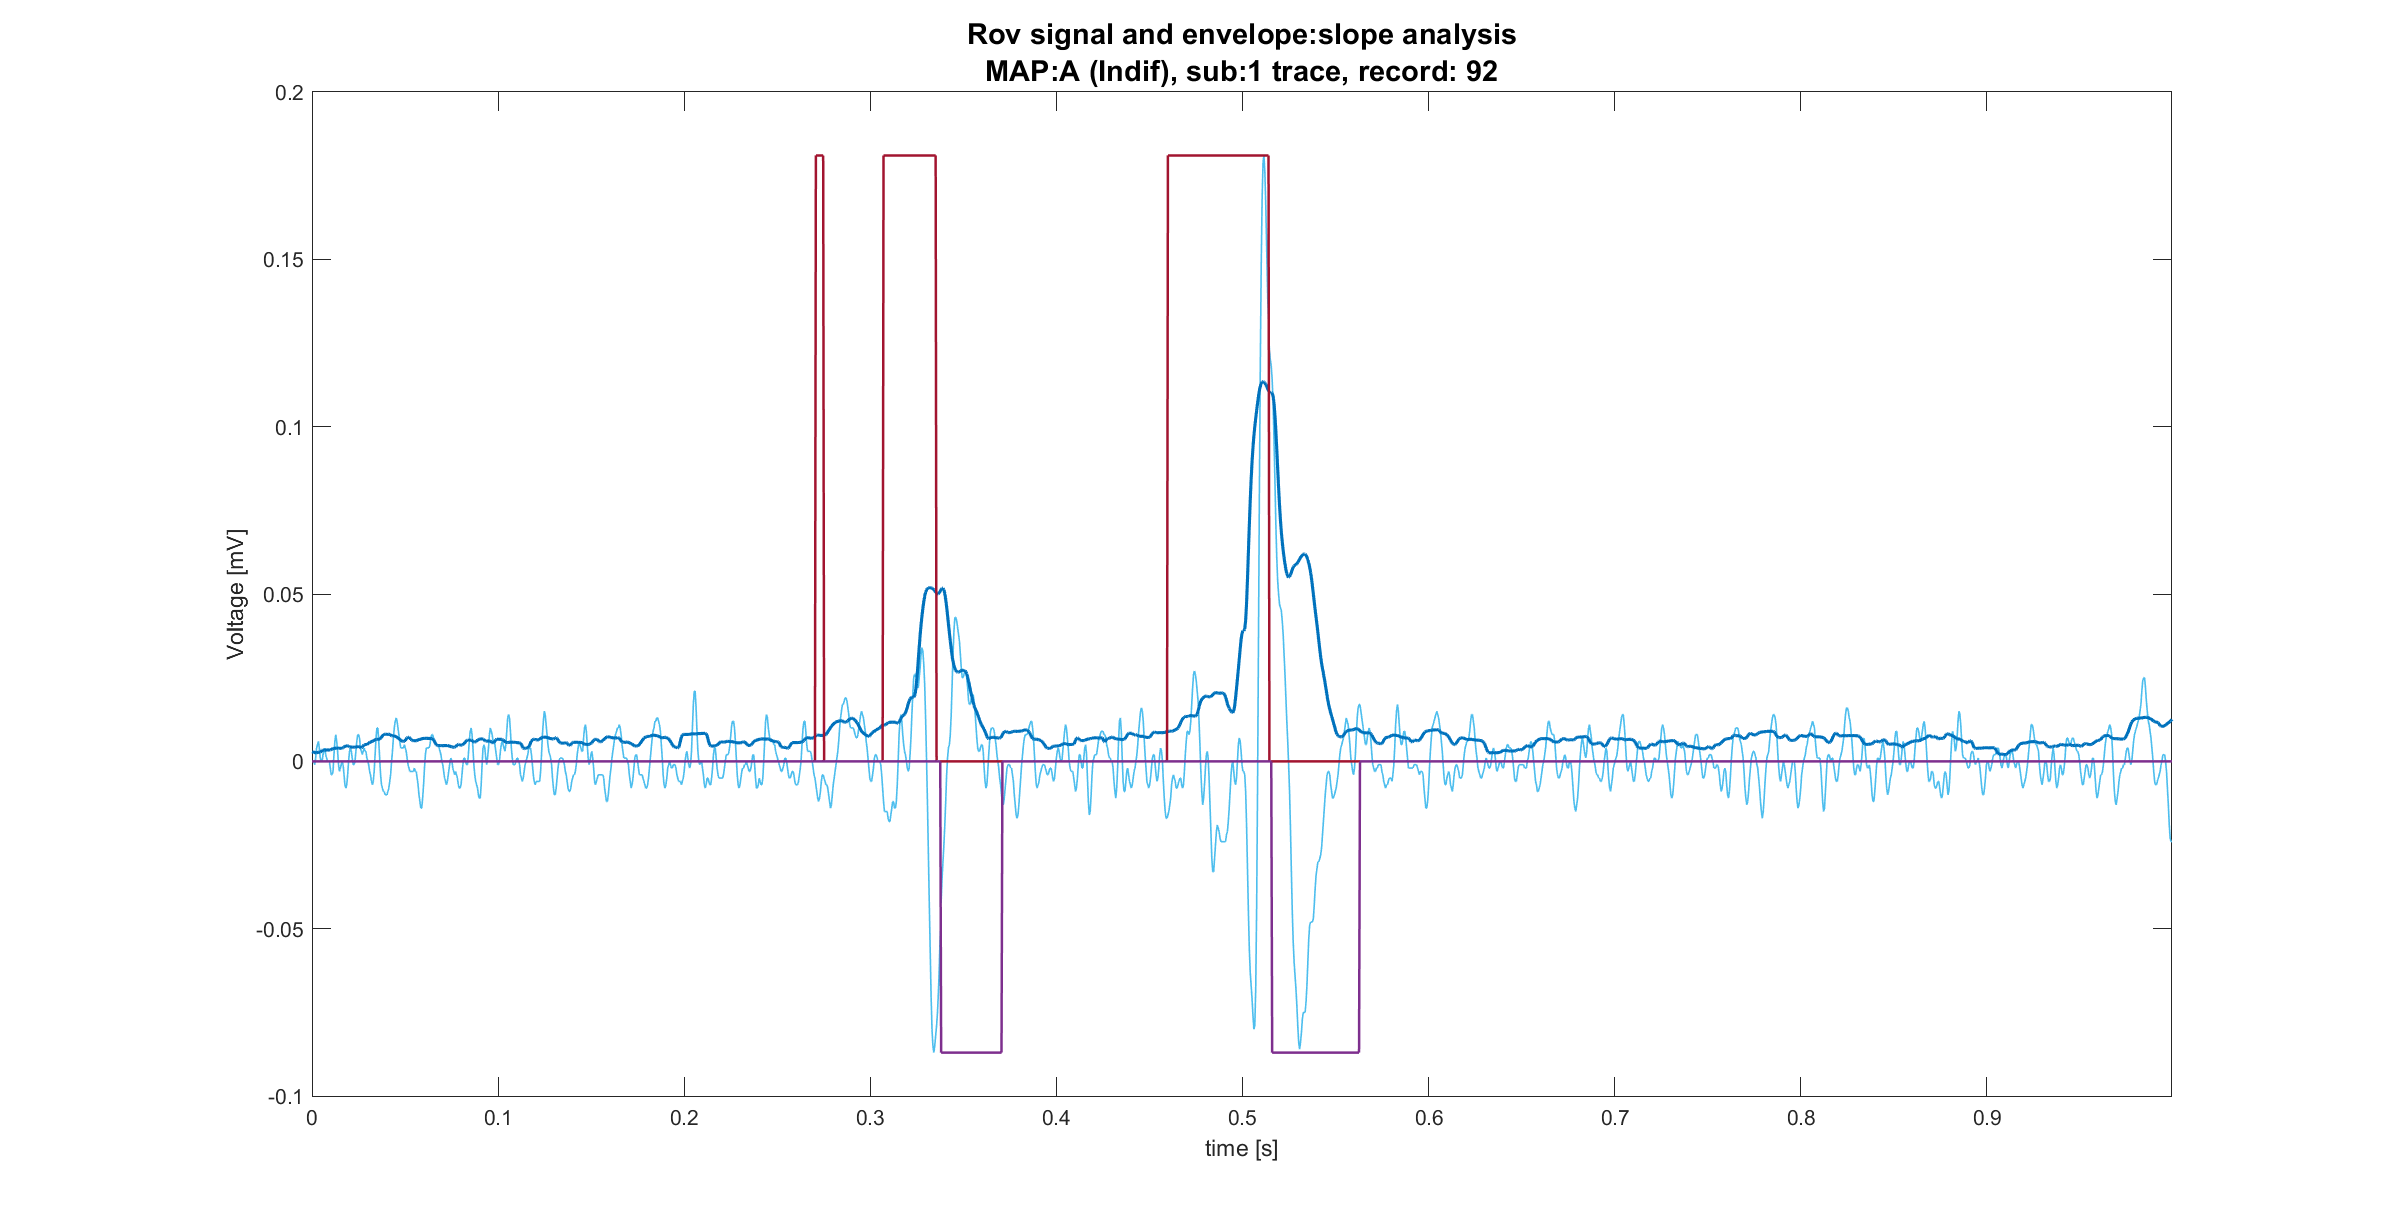 Rov signal and envelope:slope analysis
MAP:A (Indif), sub:1 trace, record: 92
0.2
0.15
0.1
0.05
0
-0.05
-0.1
Voltage [mV]
0 0.1 0.2 0.3 0.4 0.5 0.6 0.7 0.8 0.9
time [s]